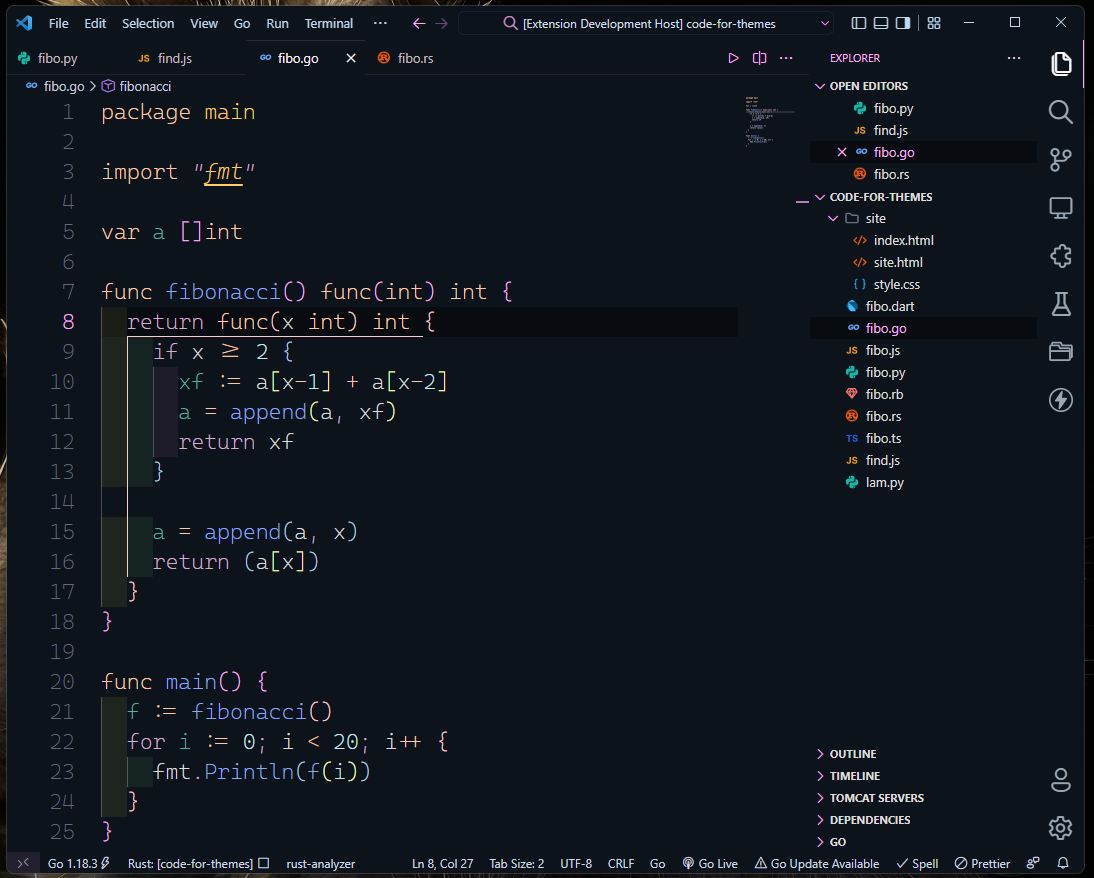 File Edit Selection View Go Run Terminal ··· [Extension Development Host] code-for-themes
fibo.py JS find.js GO fibo.go fibo.rs
GO fibo.go > fibonacci
1 package main
2
3 import "fmt"
4
5 var a []int
6
7 func fibonacci() func(int) int {
8 return func(x int) int {
9 if x ≥ 2 {
10 xf := a[x-1] + a[x-2]
11 a = append(a, xf)
12 return xf
13 }
14
15 a = append(a, x)
16 return (a[x])
17 }
18 }
19
20 func main() {
21 f := fibonacci()
22 for i := 0; i < 20; i++ {
23 fmt.Println(f(i))
24 }
25 }
EXPLORER ···
OPEN EDITORS
fibo.py
JS find.js
GO fibo.go
fibo.rs
CODE-FOR-THEMES
site
index.html
site.html
style.css
fibo.dart
GO fibo.go
JS fibo.js
fibo.py
fibo.rb
fibo.rs
TS fibo.ts
JS find.js
lam.py
OUTLINE
TIMELINE
TOMCAT SERVERS
DEPENDENCIES
GO
Go 1.18.3 Rust: [code-for-themes] rust-analyzer Ln 8, Col 27 Tab Size: 2 UTF-8 CRLF Go Go Live Go Update Available Spell Prettier